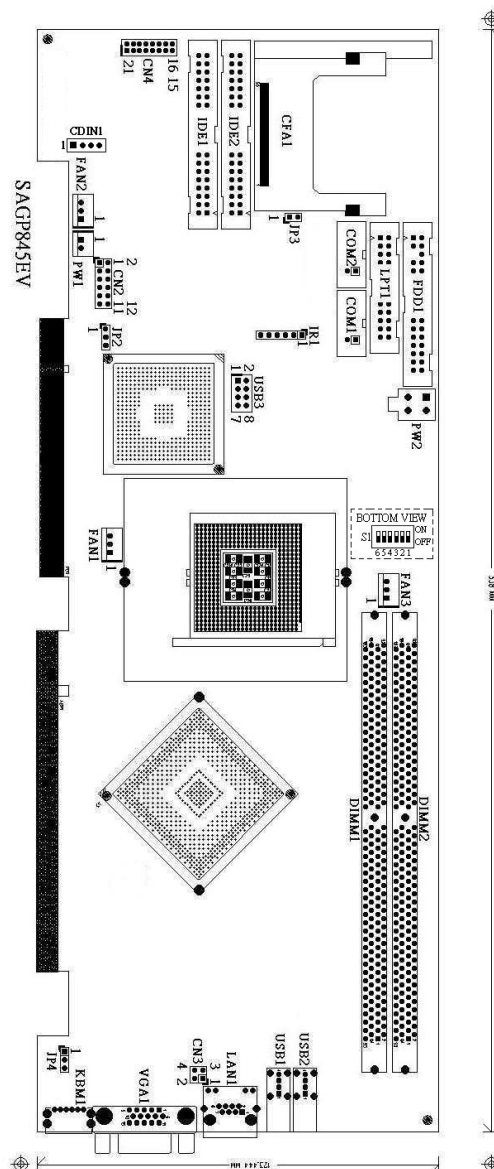 16 15
CN4
21
CDIN1
1
FAN2
1
PW1
1
SAGP845EV
2
1
CN2
12
11
JP2
1
IDE1
IDE2
CFA1
JP3
1
COM2
COM1
LPT1
FDD1
IR1
1
USB3
2
1
8
7
PW2
BOTTOM VIEW
S1
ON
OFF
654321
FAN1
1
FAN3
1
DIMM1
DIMM2
JP4
1
KBM1
VGA1
CN3
4
2
3
1
LAN1
USB1
USB2